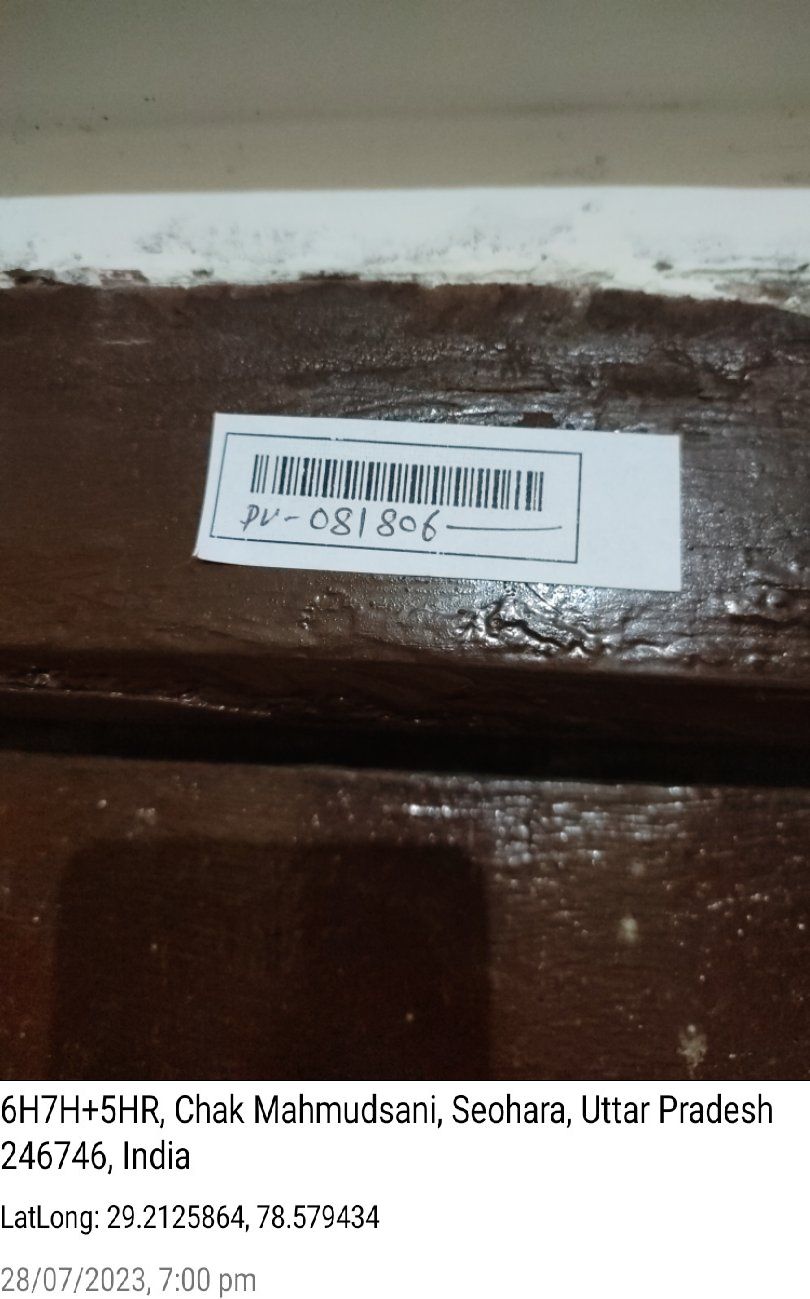 PV-081806
6H7H+5HR, Chak Mahmudsani, Seohara, Uttar Pradesh
246746, India
LatLong: 29.2125864, 78.579434
28/07/2023, 7:00 pm